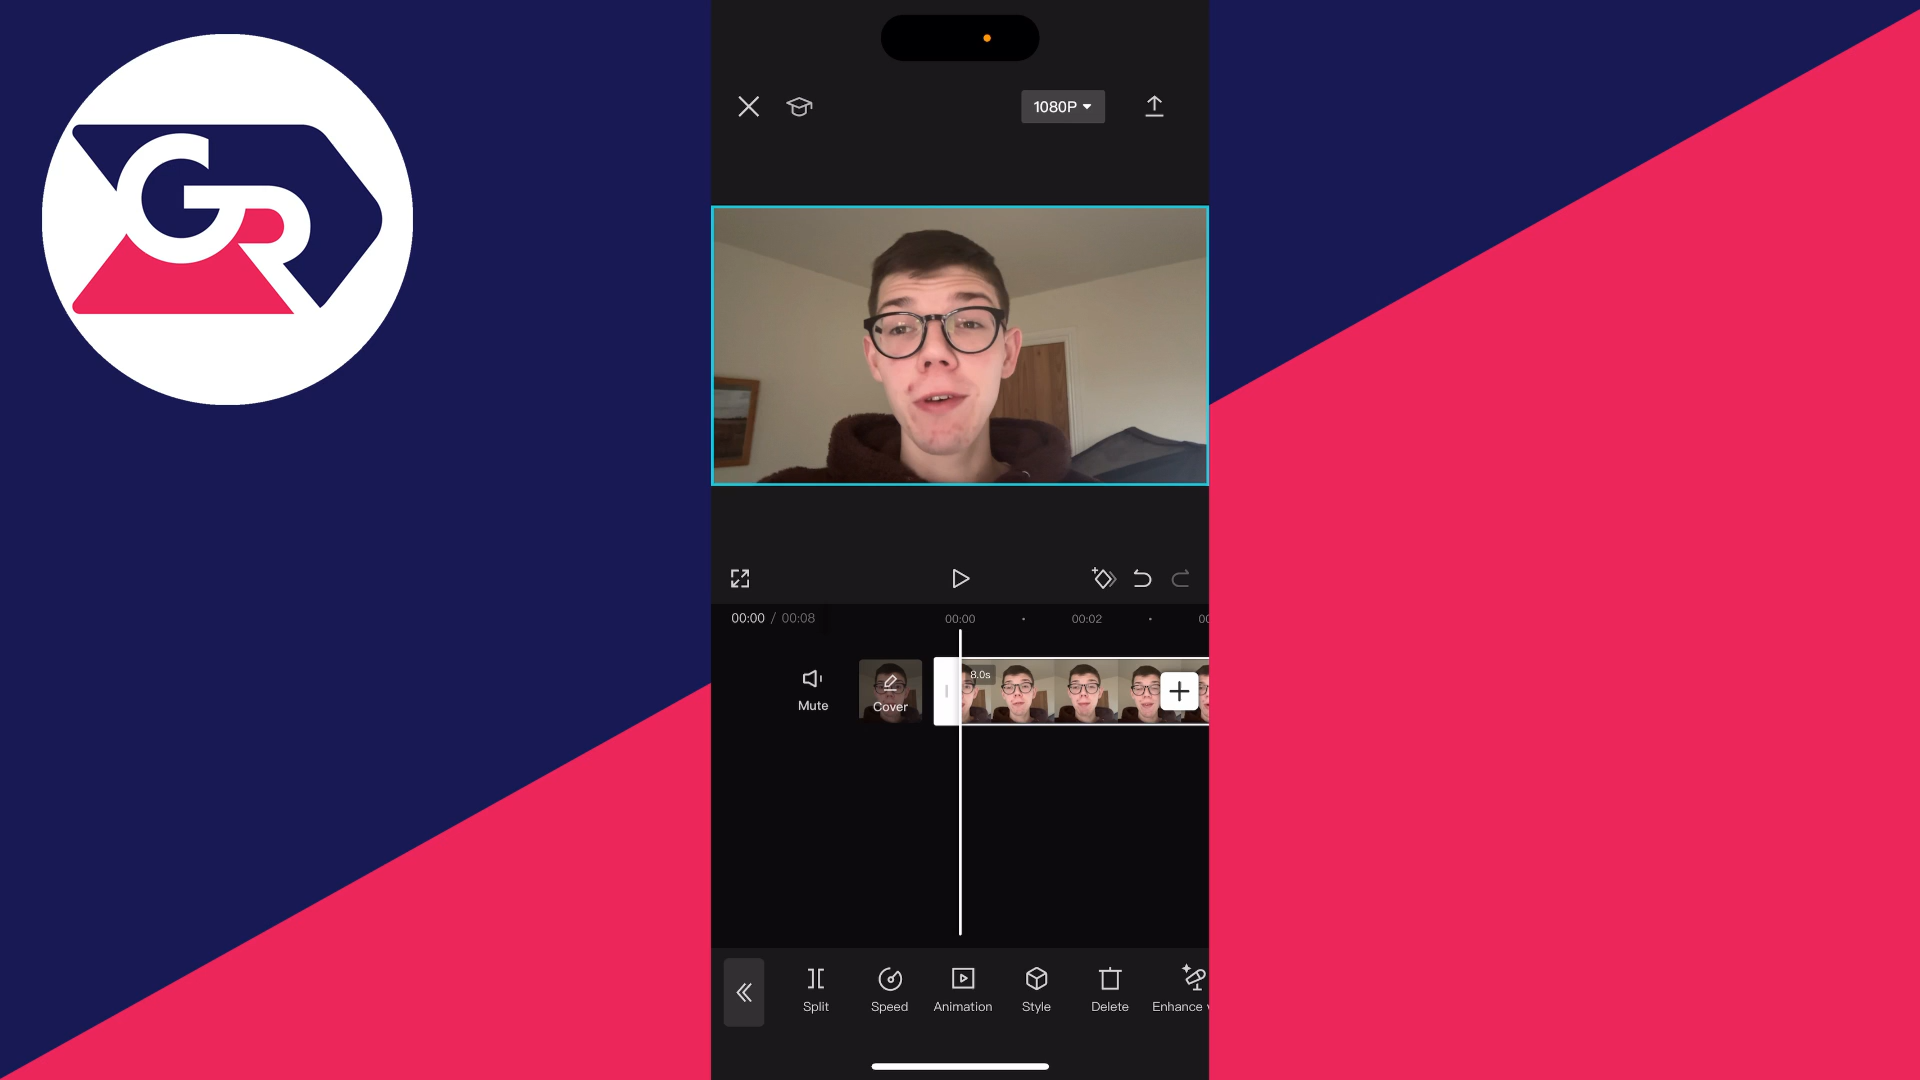 GR
1080P
00:00 / 00:08
00:00
00:02
8.0s
Mute
Cover
Split
Speed
Animation
Style
Delete
Enhance